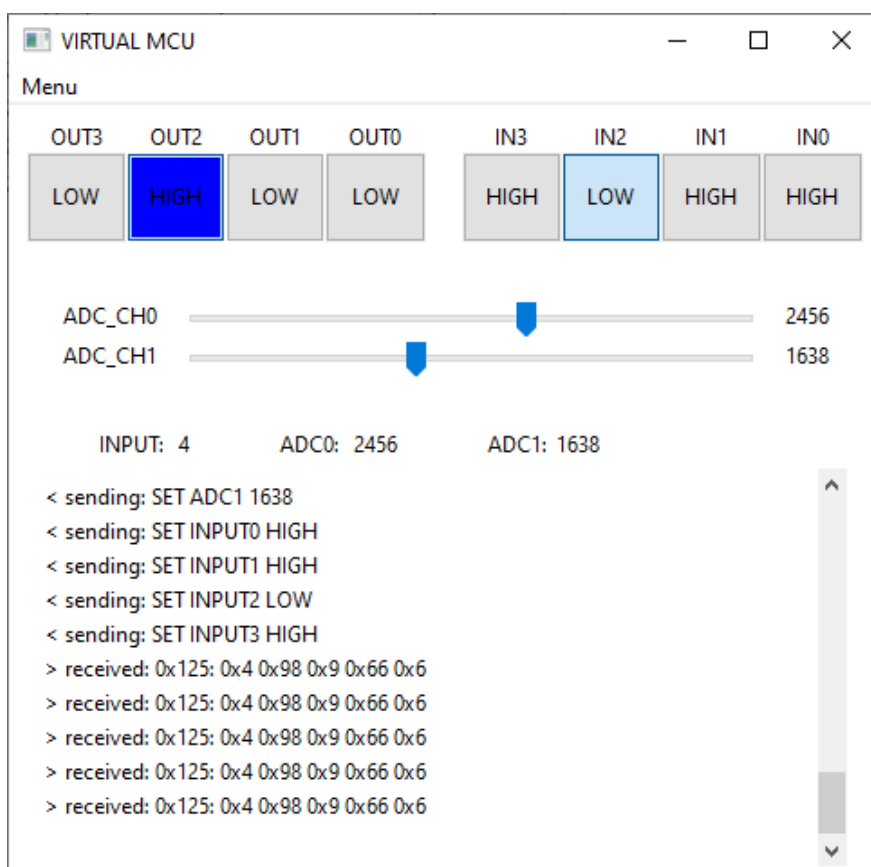 VIRTUAL MCU
Menu
OUT3 OUT2 OUT1 OUT0 IN3 IN2 IN1 IN0
LOW HIGH LOW LOW HIGH LOW HIGH HIGH
ADC_CH0 2456
ADC_CH1 1638
INPUT: 4 ADC0: 2456 ADC1: 1638
< sending: SET ADC1 1638
< sending: SET INPUT0 HIGH
< sending: SET INPUT1 HIGH
< sending: SET INPUT2 LOW
< sending: SET INPUT3 HIGH
> received: 0x125: 0x4 0x98 0x9 0x66 0x6
> received: 0x125: 0x4 0x98 0x9 0x66 0x6
> received: 0x125: 0x4 0x98 0x9 0x66 0x6
> received: 0x125: 0x4 0x98 0x9 0x66 0x6
> received: 0x125: 0x4 0x98 0x9 0x66 0x6